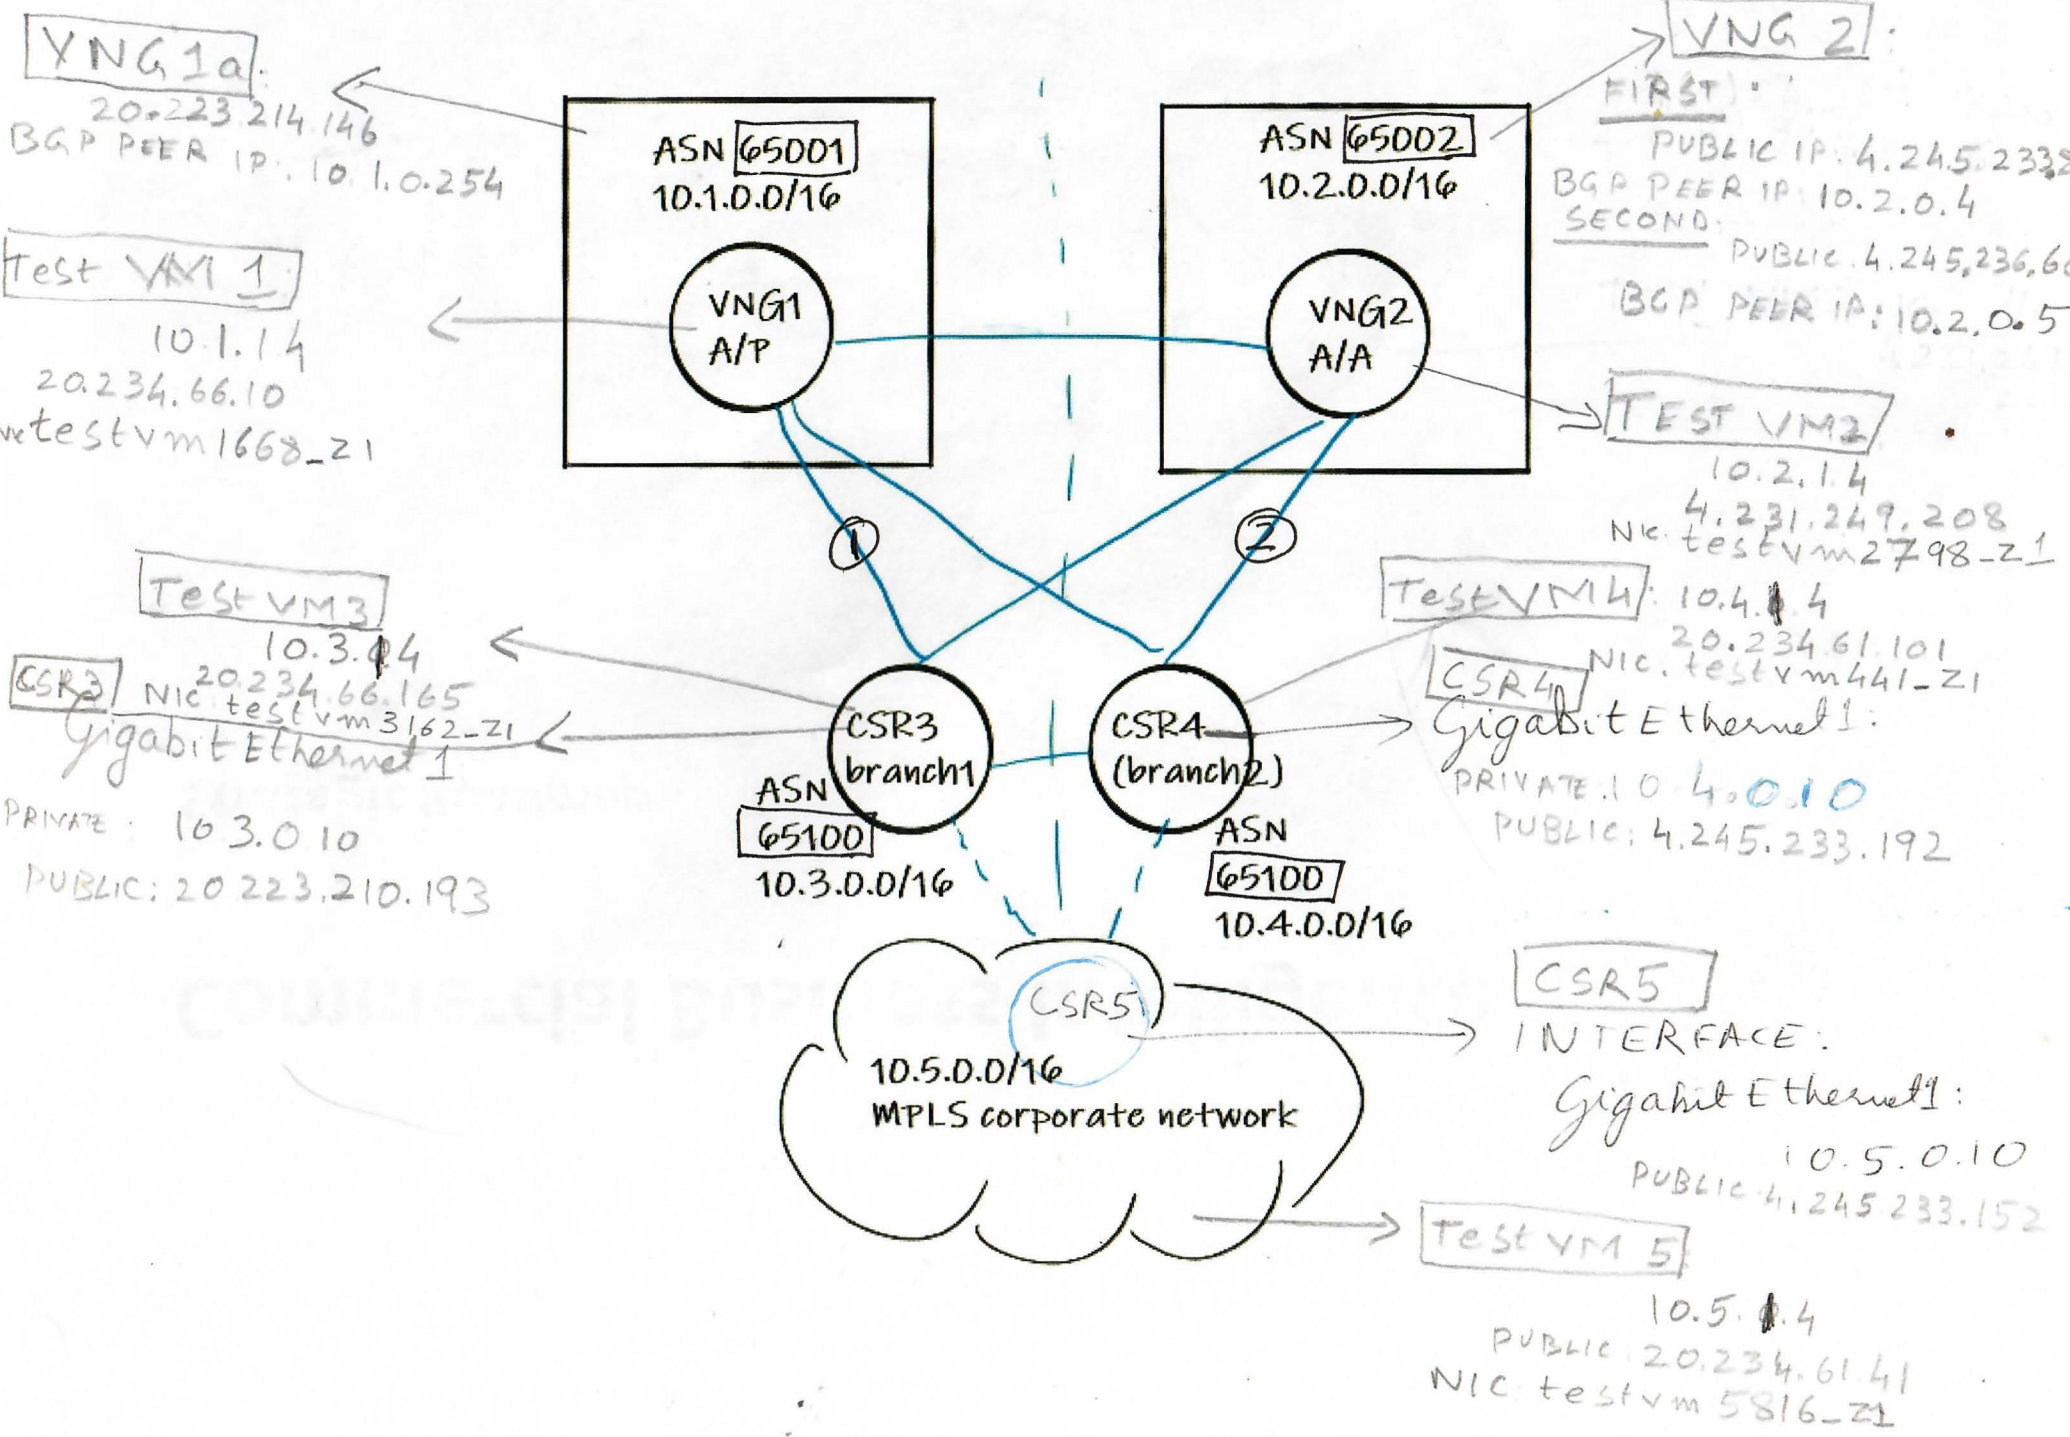 VNG1a:
20.223.214.146
BGP PEER IP: 10.1.0.254
Test VM 1
10.1.1.4
20.234.66.10
testvm1668_z1
ASN 65001
10.1.0.0/16
VNG1
A/P
ASN 65002
10.2.0.0/16
VNG2
A/A
VNG 2:
FIRST:
PUBLIC IP: 4.245.233.2
BGP PEER IP: 10.2.0.4
SECOND:
PUBLIC. 4.245.236.6
BGP PEER IP: 10.2.0.5
TEST VM2
10.2.1.4
4.231.249.208
NIC. testvm2798_z1
1
2
Test VM3
10.3.1.4
20.234.66.165
NIC. testvm3162_z1
CSR3
Gigabit Ethernet 1
PRIVATE: 10.3.0.10
PUBLIC: 20.223.210.193
TestVM4: 10.4.1.4
20.234.61.101
NIC. testvm441_z1
CSR4
Gigabit Ethernet 1:
PRIVATE. 10.4.0.10
PUBLIC: 4.245.233.192
CSR3
branch1
ASN
65100
10.3.0.0/16
CSR4
(branch2)
ASN
65100
10.4.0.0/16
CSR5
10.5.0.0/16
MPLS corporate network
CSR5
INTERFACE:
Gigabit Ethernet1:
10.5.0.10
PUBLIC. 4.245.233.152
Test VM 5
10.5.1.4
PUBLIC. 20.234.61.41
NIC. testvm 5816_z1